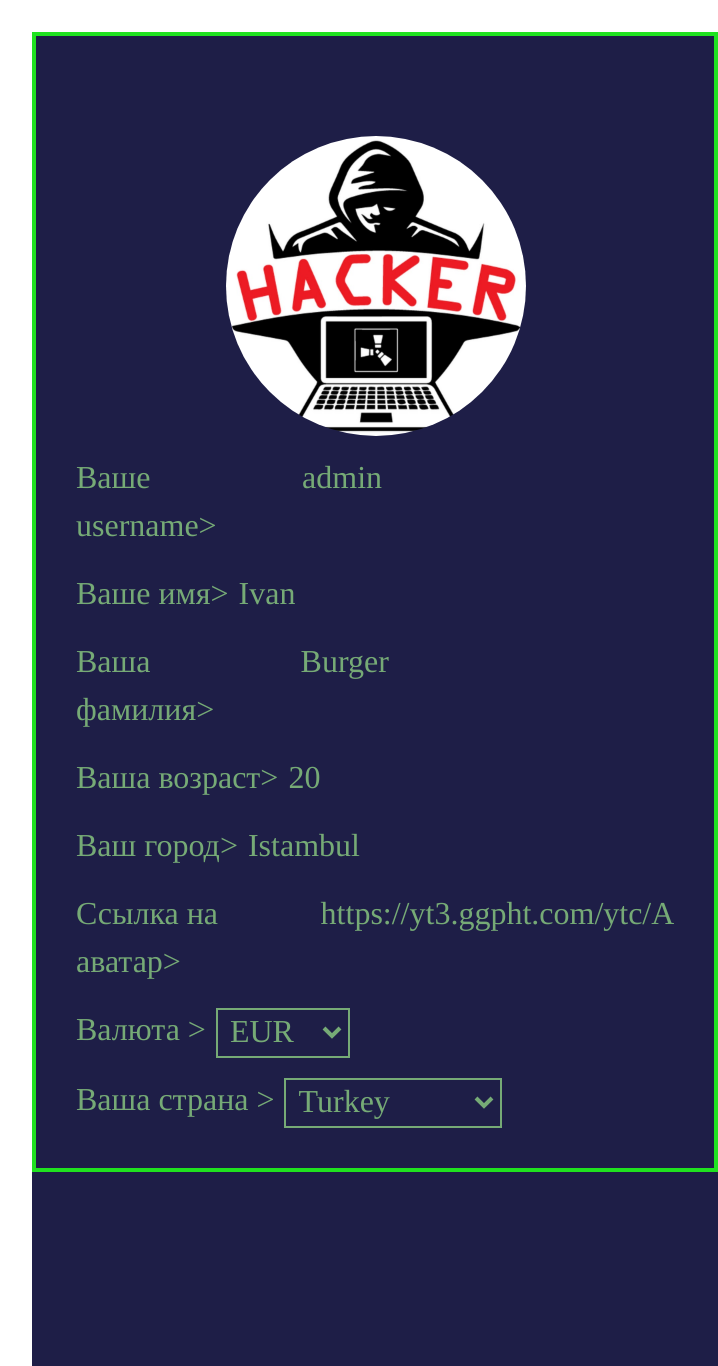 HACKER
Ваше admin
username>
Ваше имя> Ivan
Ваша Burger
фамилия>
Ваша возраст> 20
Ваш город> Istambul
Ссылка на https://yt3.ggpht.com/ytc/A
аватар>
Валюта > EUR
Ваша страна > Turkey